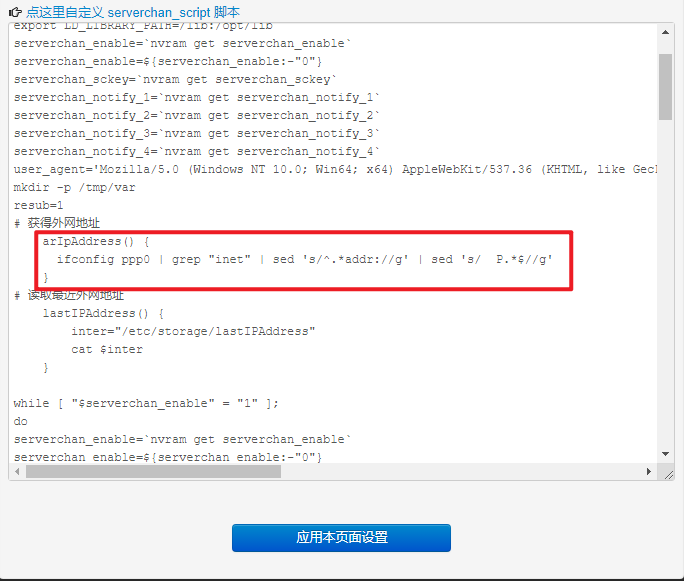 点这里自定义 serverchan_script 脚本
export LD_LIBRARY_PATH=/lib:/opt/lib
serverchan_enable=`nvram get serverchan_enable`
serverchan_enable=${serverchan_enable:-"0"}
serverchan_sckey=`nvram get serverchan_sckey`
serverchan_notify_1=`nvram get serverchan_notify_1`
serverchan_notify_2=`nvram get serverchan_notify_2`
serverchan_notify_3=`nvram get serverchan_notify_3`
serverchan_notify_4=`nvram get serverchan_notify_4`
user_agent='Mozilla/5.0 (Windows NT 10.0; Win64; x64) AppleWebKit/537.36 (KHTML, like Gecl
mkdir -p /tmp/var
resub=1
# 获得外网地址
    arIpAddress() {
      ifconfig ppp0 | grep "inet" | sed 's/^.*addr://g' | sed 's/  P.*$//g'
    }
# 读取最近外网地址
    lastIPAddress() {
        inter="/etc/storage/lastIPAddress"
        cat $inter
    }
while [ "$serverchan_enable" = "1" ];
do
serverchan_enable=`nvram get serverchan_enable`
serverchan_enable=${serverchan_enable:-"0"}
应用本页面设置